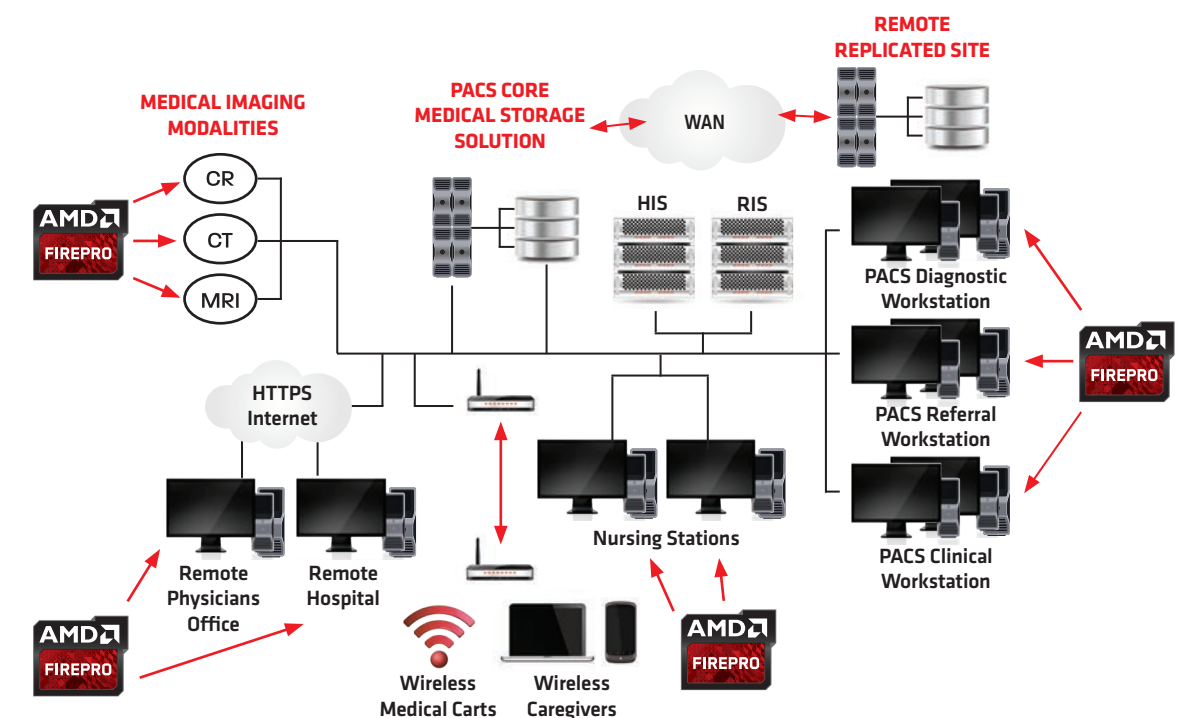 REMOTE
REPLICATED SITE
MEDICAL IMAGING
MODALITIES
PACS CORE
MEDICAL STORAGE
SOLUTION
WAN
CR
CT
MRI
AMD
FIREPRO
HIS
RIS
PACS Diagnostic
Workstation
AMD
FIREPRO
PACS Referral
Workstation
HTTPS
Internet
Nursing Stations
PACS Clinical
Workstation
Remote
Physicians
Office
Remote
Hospital
AMD
FIREPRO
AMD
FIREPRO
Wireless
Medical Carts
Wireless
Caregivers